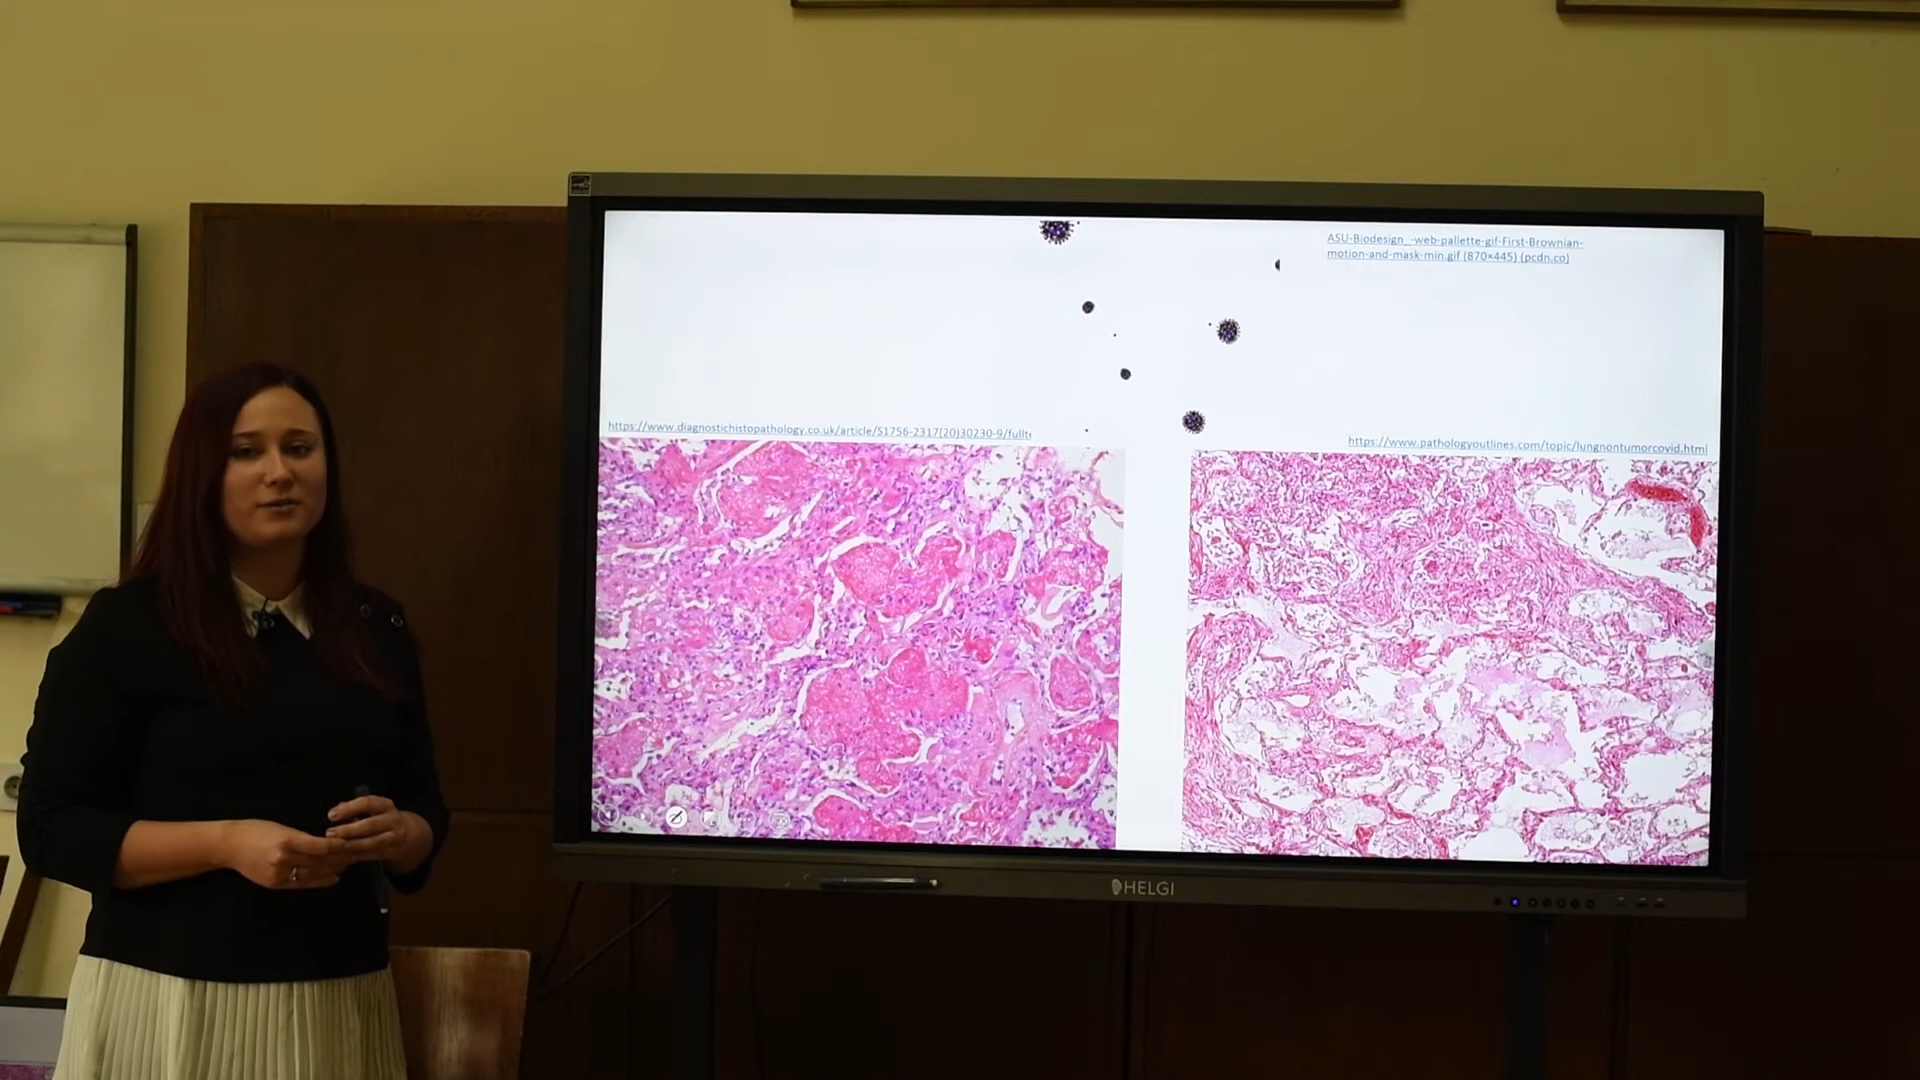 ASU-Biodesign_-web-pallette-gif-First-Brownian-
motion-and-mask-min.gif (870×445) (pcdn.co)
https://www.diagnostichistopathology.co.uk/article/S1756-2317(20)30230-9/fullt
https://www.pathologyoutlines.com/topic/lungnontumorcovid.html
HELGI